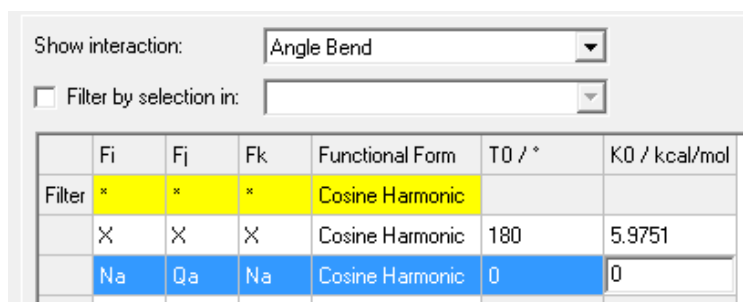 Show interaction: Angle Bend
Filter by selection in:
Fi Fj Fk Functional Form T0 / ° K0 / kcal/mol
Filter * * * Cosine Harmonic
X X X Cosine Harmonic 180 5.9751
Na Qa Na Cosine Harmonic 0 0